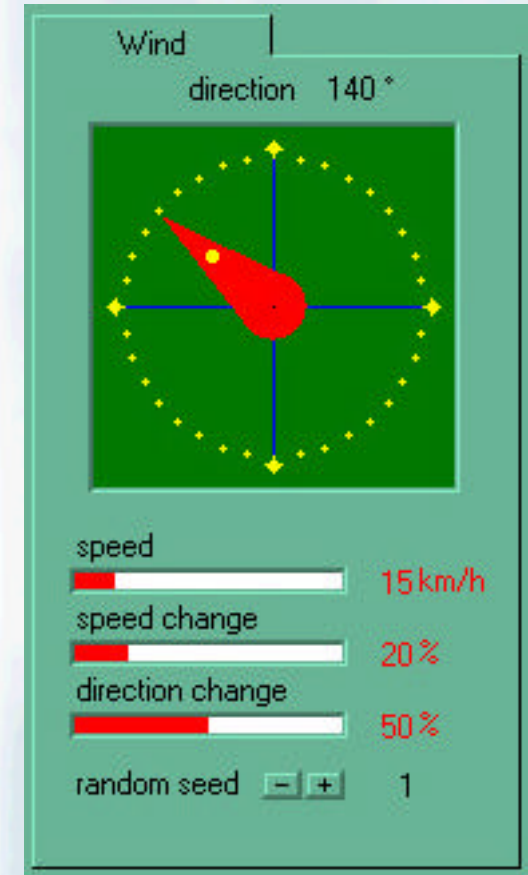 Wind
direction 140 °
speed
15 km/h
speed change
20 %
direction change
50 %
random seed - + 1